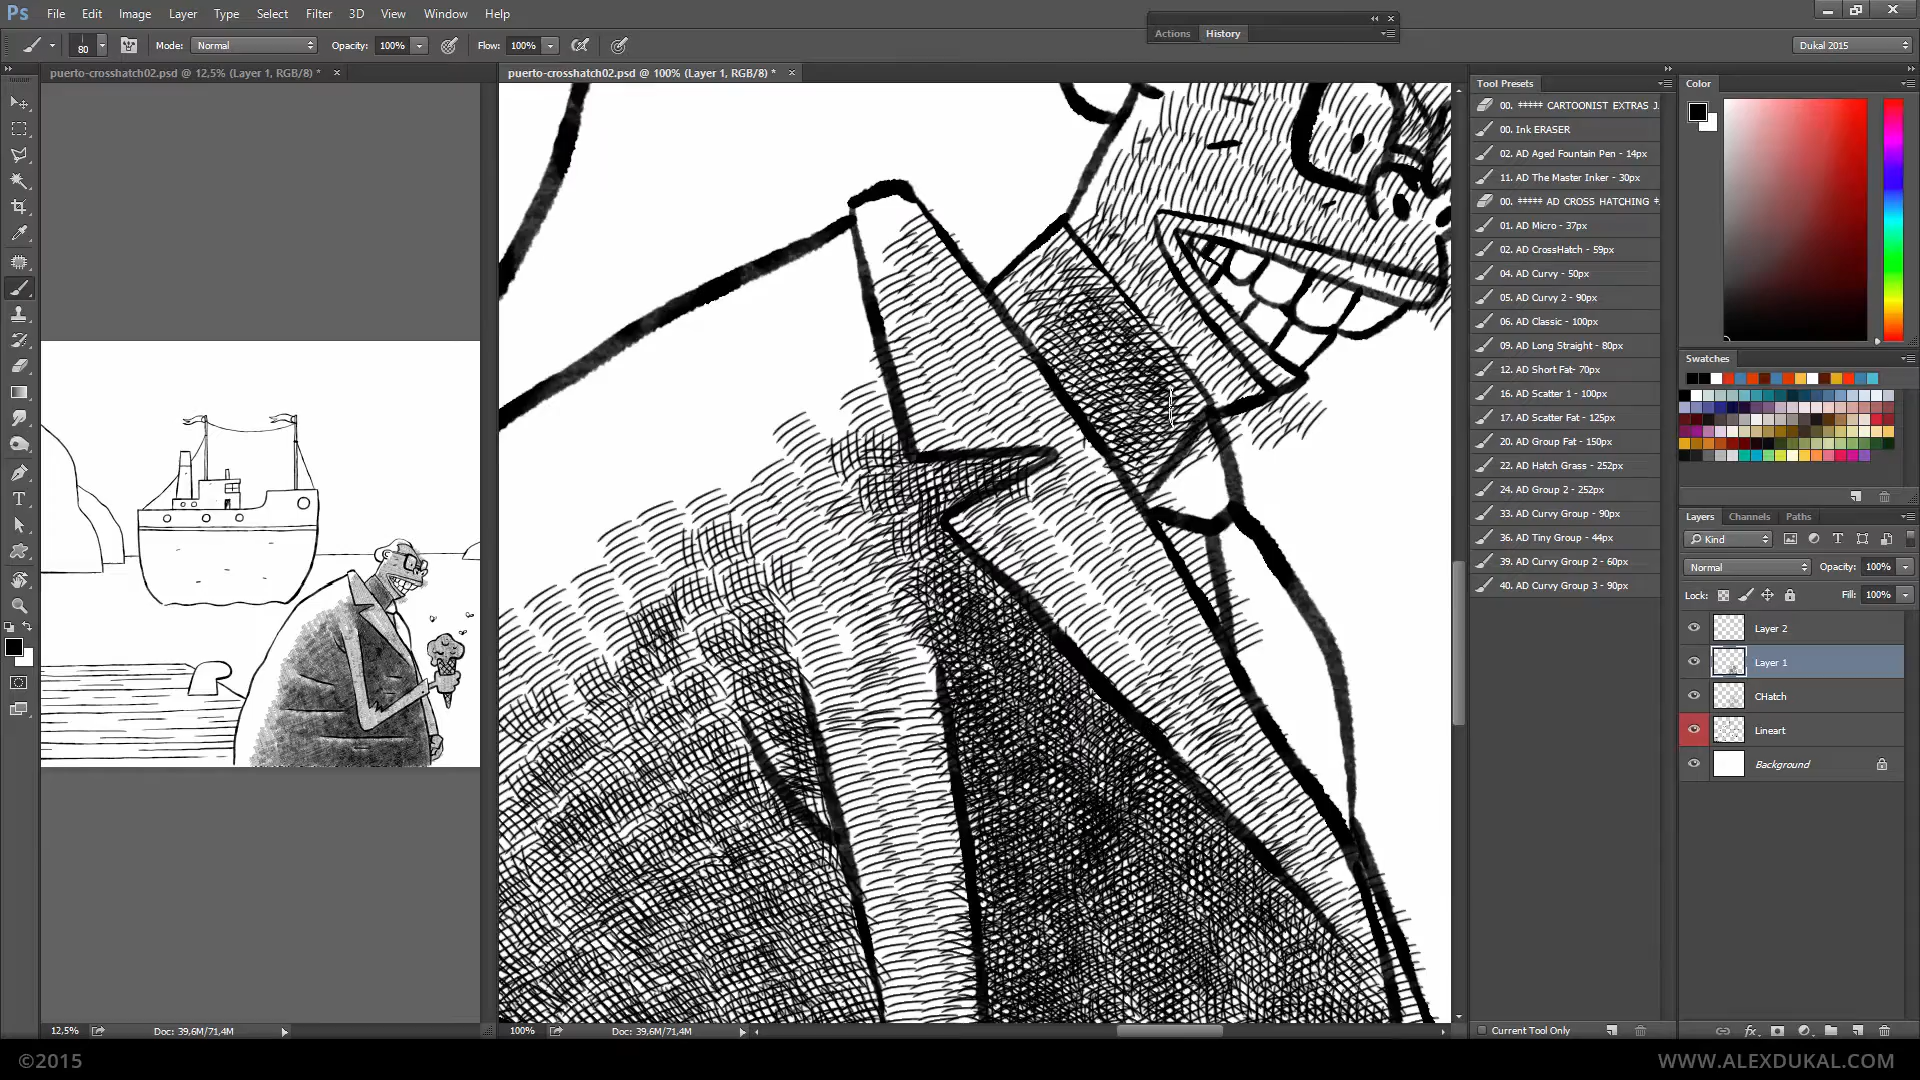 Ps File Edit Image Layer Type Select Filter 3D View Window Help
80 Mode: Normal Opacity: 100% Flow: 100%
Actions History
Dukal 2015
puerto-crosshatch02.psd @ 12,5% (Layer 1, RGB/8) *
puerto-crosshatch02.psd @ 100% (Layer 1, RGB/8) *
Tool Presets
00. ***** CARTOONIST EXTRAS
00. Ink ERASER
02. AD Aged Fountain Pen - 14px
11. AD The Master Inker - 30px
00. ***** AD CROSS HATCHING
01. AD Micro - 37px
02. AD CrossHatch - 59px
04. AD Curvy - 50px
05. AD Curvy 2 - 90px
06. AD Classic - 100px
09. AD Long Straight - 80px
12. AD Short Fat- 70px
16. AD Scatter 1 - 100px
17. AD Scatter Fat - 125px
20. AD Group Fat - 150px
22. AD Hatch Grass - 252px
24. AD Group 2 - 252px
33. AD Curvy Group - 90px
36. AD Tiny Group - 44px
39. AD Curvy Group 2 - 60px
40. AD Curvy Group 3 - 90px
Current Tool Only
Color
Swatches
Layers Channels Paths
Kind
Normal Opacity: 100%
Lock: Fill: 100%
Layer 2
Layer 1
CHatch
Lineart
Background
12,5% Doc: 39,6M/71,4M
100% Doc: 39,6M/71,4M
©2015
WWW.ALEXDUKAL.COM